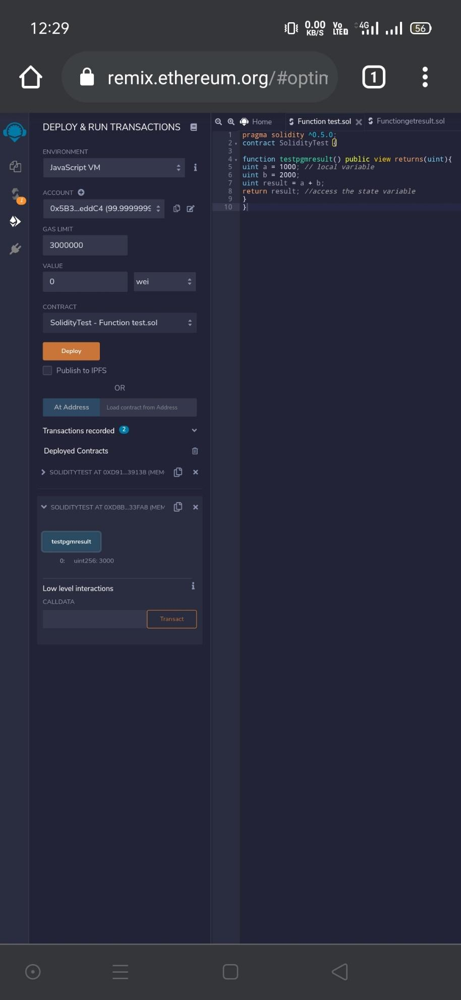 12:29
0.00
KB/S
Vo
LTE
4G
56
remix.ethereum.org/#optim
1
DEPLOY & RUN TRANSACTIONS
ENVIRONMENT
JavaScript VM
ACCOUNT
0x5B3...eddC4 (99.9999999
GAS LIMIT
3000000
VALUE
0
wei
CONTRACT
SolidityTest - Function test.sol
Deploy
Publish to IPFS
OR
At Address
Load contract from Address
Transactions recorded 2
Deployed Contracts
SOLIDITYTEST AT 0XD91...39138 (MEM
SOLIDITYTEST AT 0XD8B...33FA8 (MEM
testpgmresult
0: uint256: 3000
Low level interactions
CALLDATA
Transact
Home
Function test.sol
Functiongetresult.sol
1 pragma solidity ^0.5.0;
2 contract SolidityTest {
3
4 function testpgmresult() public view returns(uint){
5 uint a = 1000; // local variable
6 uint b = 2000;
7 uint result = a + b;
8 return result; //access the state variable
9 }
10 }